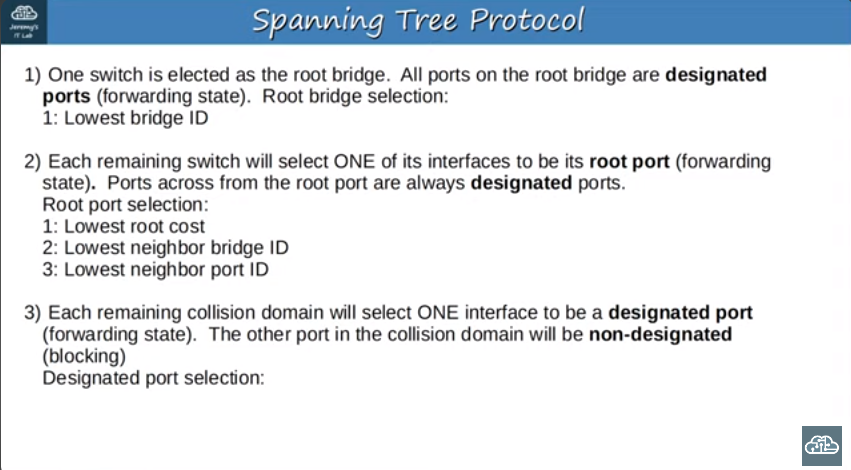 Jeremy's
IT Lab
Spanning Tree Protocol
1) One switch is elected as the root bridge. All ports on the root bridge are designated
ports (forwarding state). Root bridge selection:
1: Lowest bridge ID
2) Each remaining switch will select ONE of its interfaces to be its root port (forwarding
state). Ports across from the root port are always designated ports.
Root port selection:
1: Lowest root cost
2: Lowest neighbor bridge ID
3: Lowest neighbor port ID
3) Each remaining collision domain will select ONE interface to be a designated port
(forwarding state). The other port in the collision domain will be non-designated
(blocking)
Designated port selection: